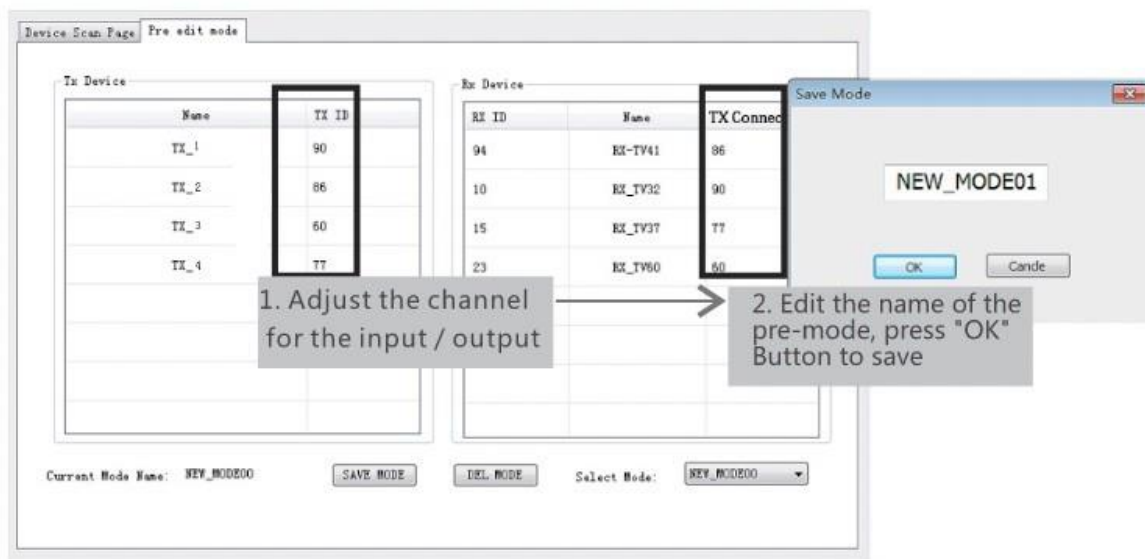 Device Scan Page Pre edit mode
Tx Device
Name TX ID
TX_1 90
TX_2 86
TX_3 60
TX_4 77
Rx Device
RX ID Name TX Connec
94 RX-TV41 86
10 RX_TV32 90
15 RX_TV37 77
23 RX_TV60 60
Save Mode
NEW_MODE01
OK Cancle
1. Adjust the channel
for the input / output
2. Edit the name of the
pre-mode, press "OK"
Button to save
Current Mode Name: NEW_MODE00 SAVE MODE DEL MODE Select Mode: NEW_MODE00